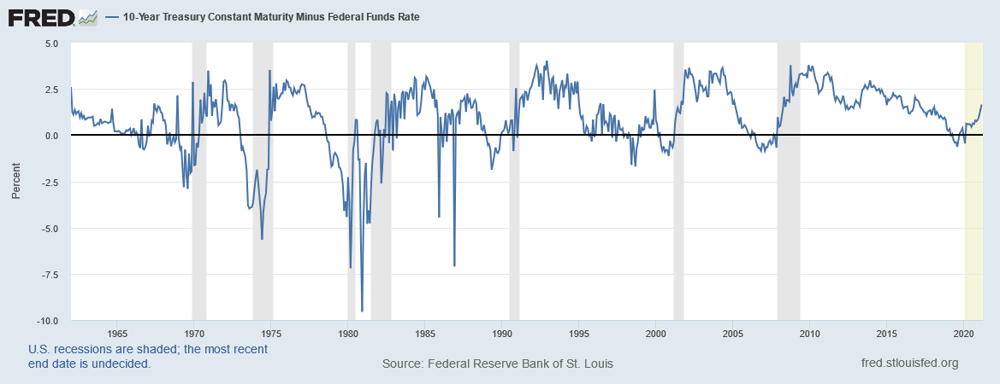 FRED
10-Year Treasury Constant Maturity Minus Federal Funds Rate
5.0
2.5
0.0
-2.5
-5.0
-7.5
-10.0
Percent
1965 1970 1975 1980 1985 1990 1995 2000 2005 2010 2015 2020
U.S. recessions are shaded; the most recent
end date is undecided.
Source: Federal Reserve Bank of St. Louis
fred.stlouisfed.org